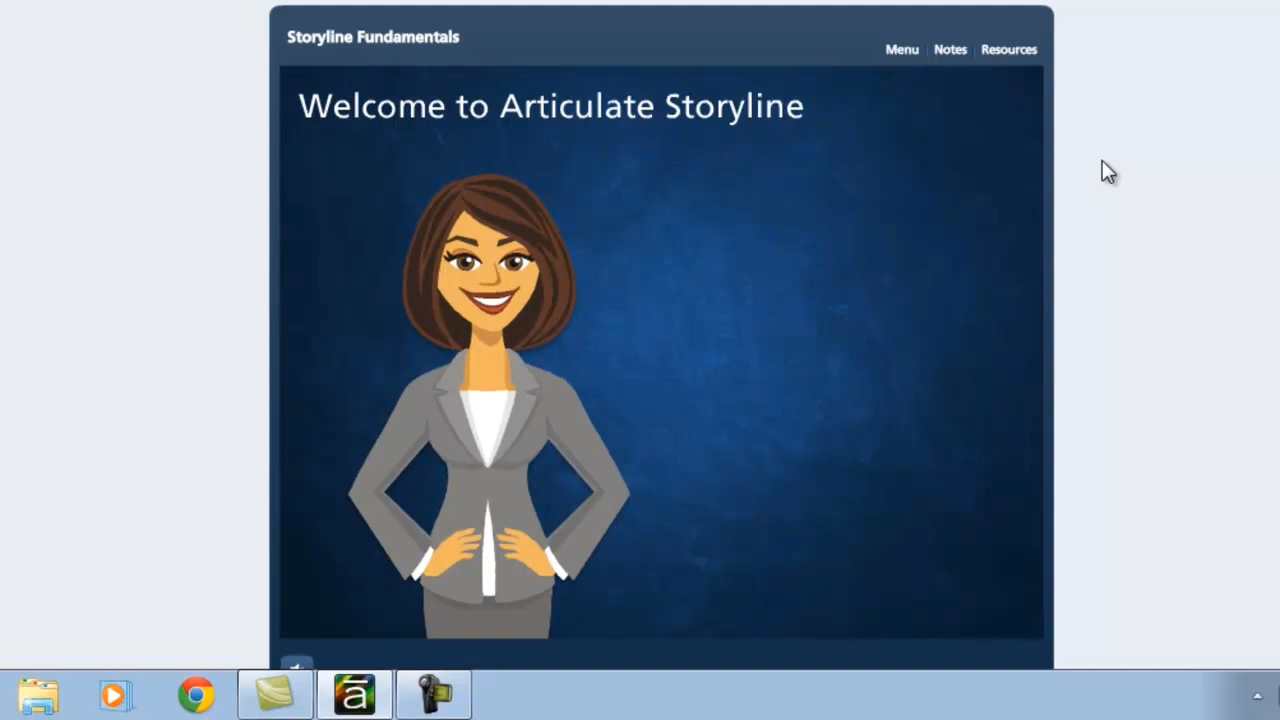 Storyline Fundamentals
Menu Notes Resources
Welcome to Articulate Storyline